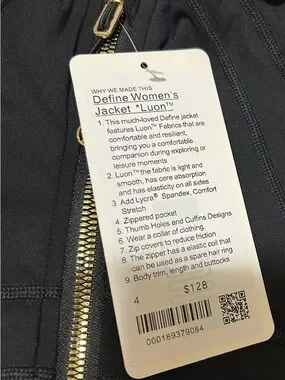 WHY WE MADE THIS
Define Women's
Jacket *Luon™
1. This much-loved Define jacket
features Luon™ Fabrics that are
comfortable and resilient,
bringing you a comfortable
companion during exploring or
leisure moments
2. Luon™ the fabric is light and
smooth, has core absorption
and has elasticity on all sides
3. Add Lycra® Spandex, Comfort
Stretch
4. Zippered pocket
5. Thumb Holes and Cuffins Designs
6. Wear a collar of clothing.
7. Zip covers to reduce friction
8. The zipper has a elastic coil that
can be used as a spare hair ring
9. Body trim, length and buttooks
4 $128
000169379084